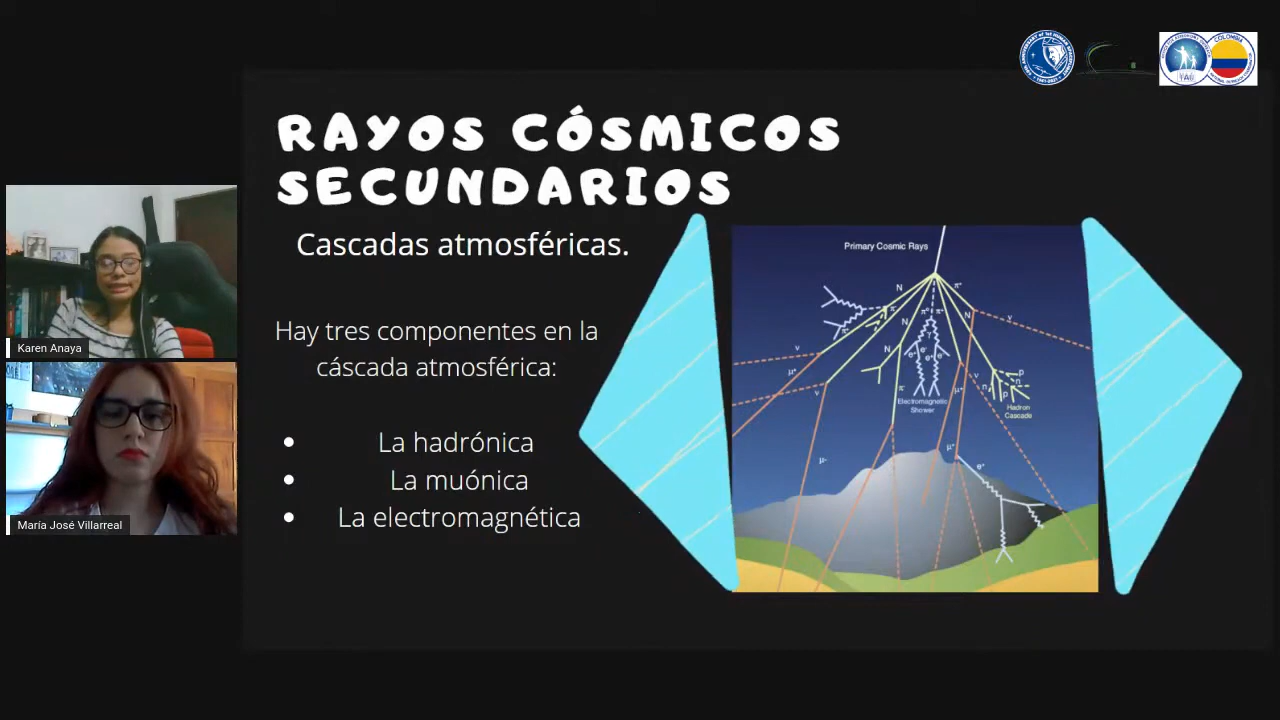 RAYOS CÓSMICOS
SECUNDARIOS
Cascadas atmosféricas.
Hay tres componentes en la
cáscada atmosférica:
• La hadrónica
• La muónica
• La electromagnética
Karen Anaya
María José Villarreal
Primary Cosmic Rays
Electromagnetic
Shower
Hadron
Cascade
COLOMBIA